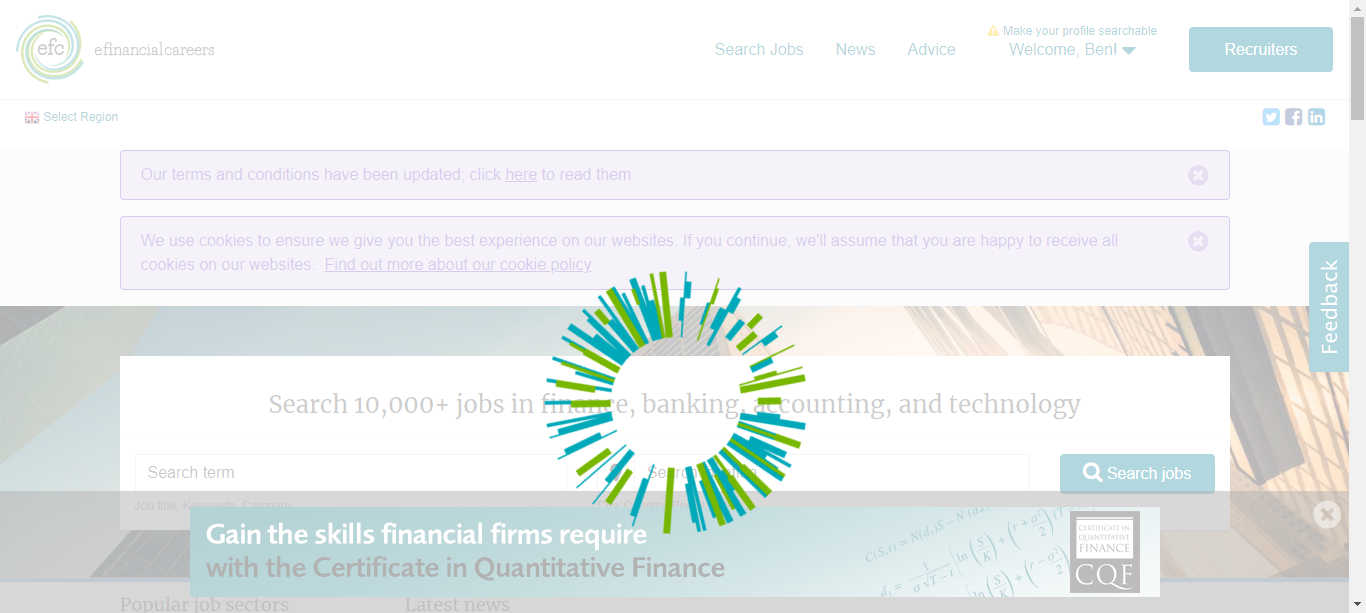 efc
efinancialcareers
Search Jobs
News
Advice
Make your profile searchable
Welcome, Ben!
Recruiters
Select Region
Our terms and conditions have been updated; click here to read them
We use cookies to ensure we give you the best experience on our websites. If you continue, we'll assume that you are happy to receive all
cookies on our websites. Find out more about our cookie policy
Feedback
Search 10,000+ jobs in finance, banking, accounting, and technology
Search term
Search
Search jobs
Job title, Keywords, Company
Gain the skills financial firms require
with the Certificate in Quantitative Finance
CERTIFICATE IN
QUANTITATIVE
FINANCE
CQF
Popular job sectors
Latest news